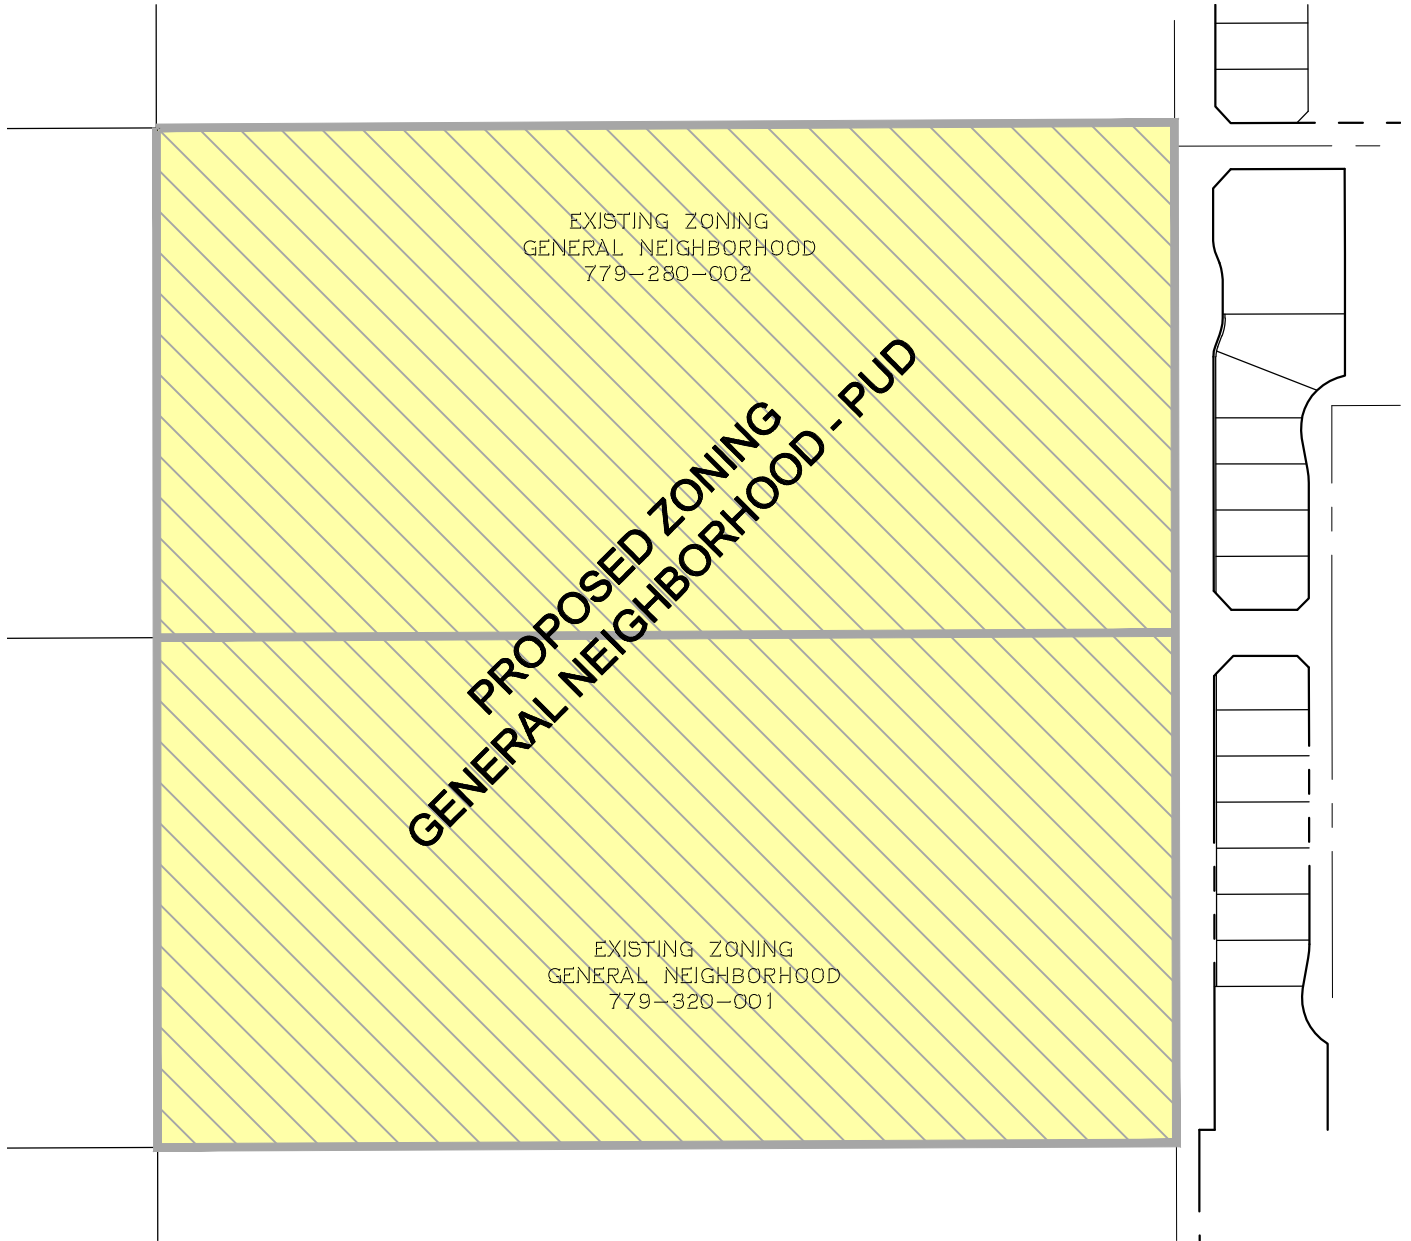 EXISTING ZONING
GENERAL NEIGHBORHOOD
779-280-002
PROPOSED ZONING
GENERAL NEIGHBORHOOD - PUD
EXISTING ZONING
GENERAL NEIGHBORHOOD
779-320-001